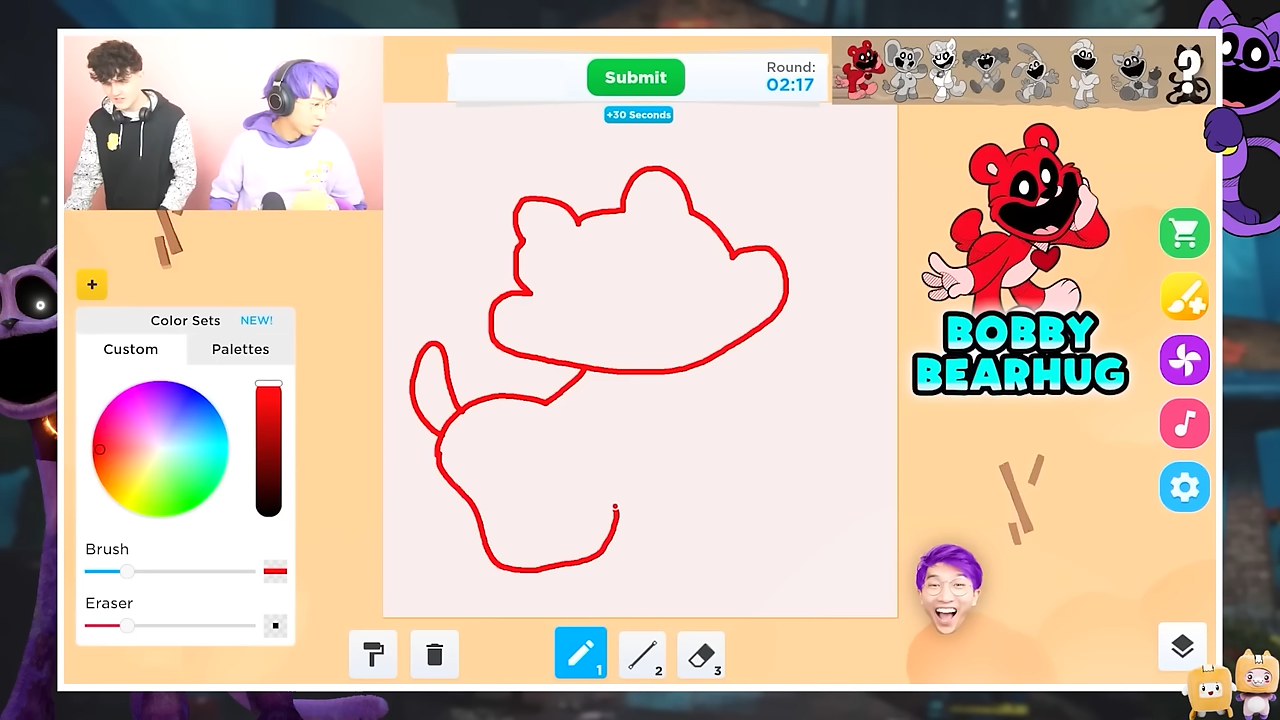 Submit
Round:
02:17
+30 Seconds
?
+
Color Sets NEW!
Custom Palettes
Brush
Eraser
BOBBY
BEARHUG
1
2
3